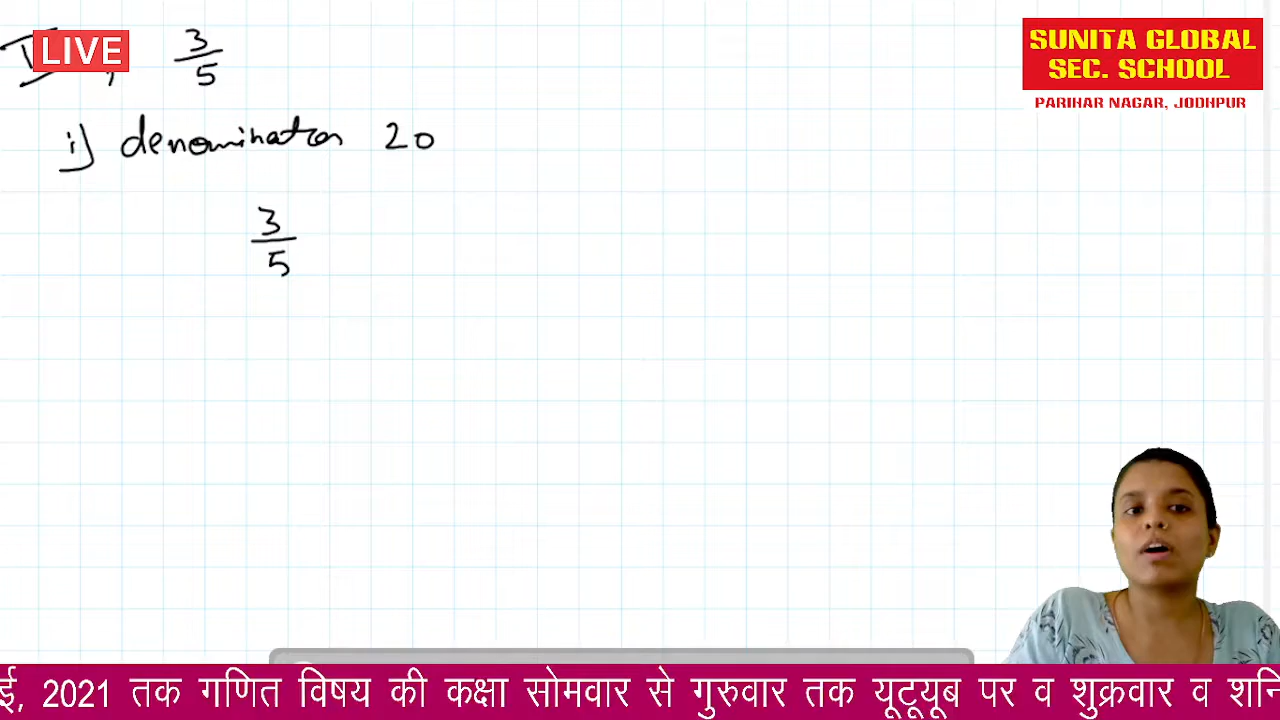 LIVE
3/5
SUNITA GLOBAL
SEC. SCHOOL
PARIHAR NAGAR, JODHPUR
i) denominator 20
3/5
ई, 2021 तक गणित विषय की कक्षा सोमवार से गुरुवार तक यूटूयूब पर व शुक्रवार व शनि